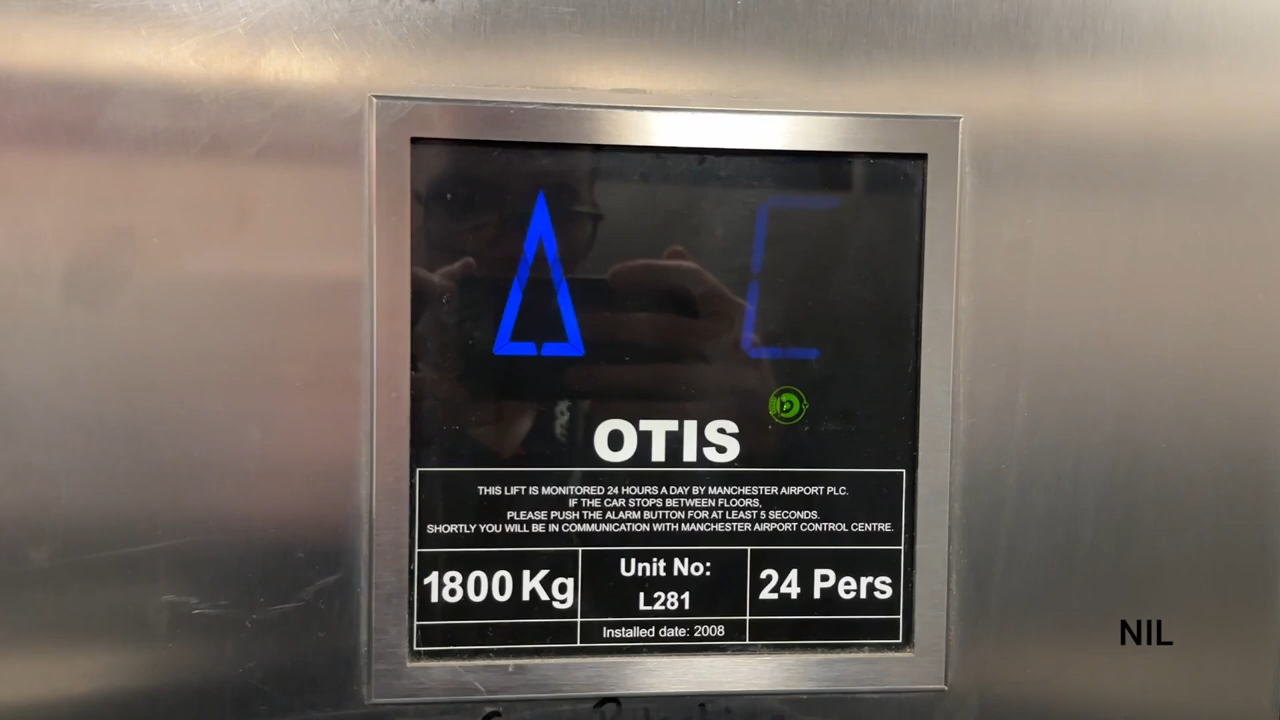 C
OTIS
THIS LIFT IS MONITORED 24 HOURS A DAY BY MANCHESTER AIRPORT PLC.
IF THE CAR STOPS BETWEEN FLOORS,
PLEASE PUSH THE ALARM BUTTON FOR AT LEAST 5 SECONDS.
SHORTLY YOU WILL BE IN COMMUNICATION WITH MANCHESTER AIRPORT CONTROL CENTRE.
1800 Kg
Unit No:
L281
24 Pers
Installed date: 2008
NIL